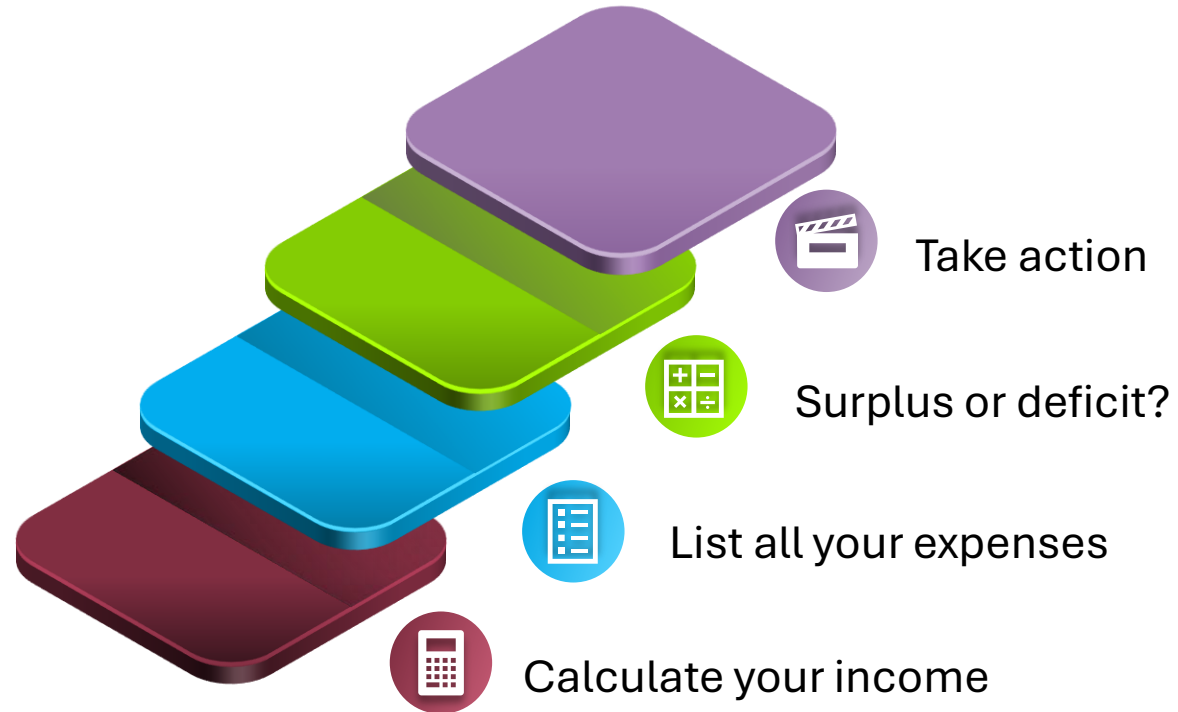 Take action
Surplus or deficit?
List all your expenses
Calculate your income